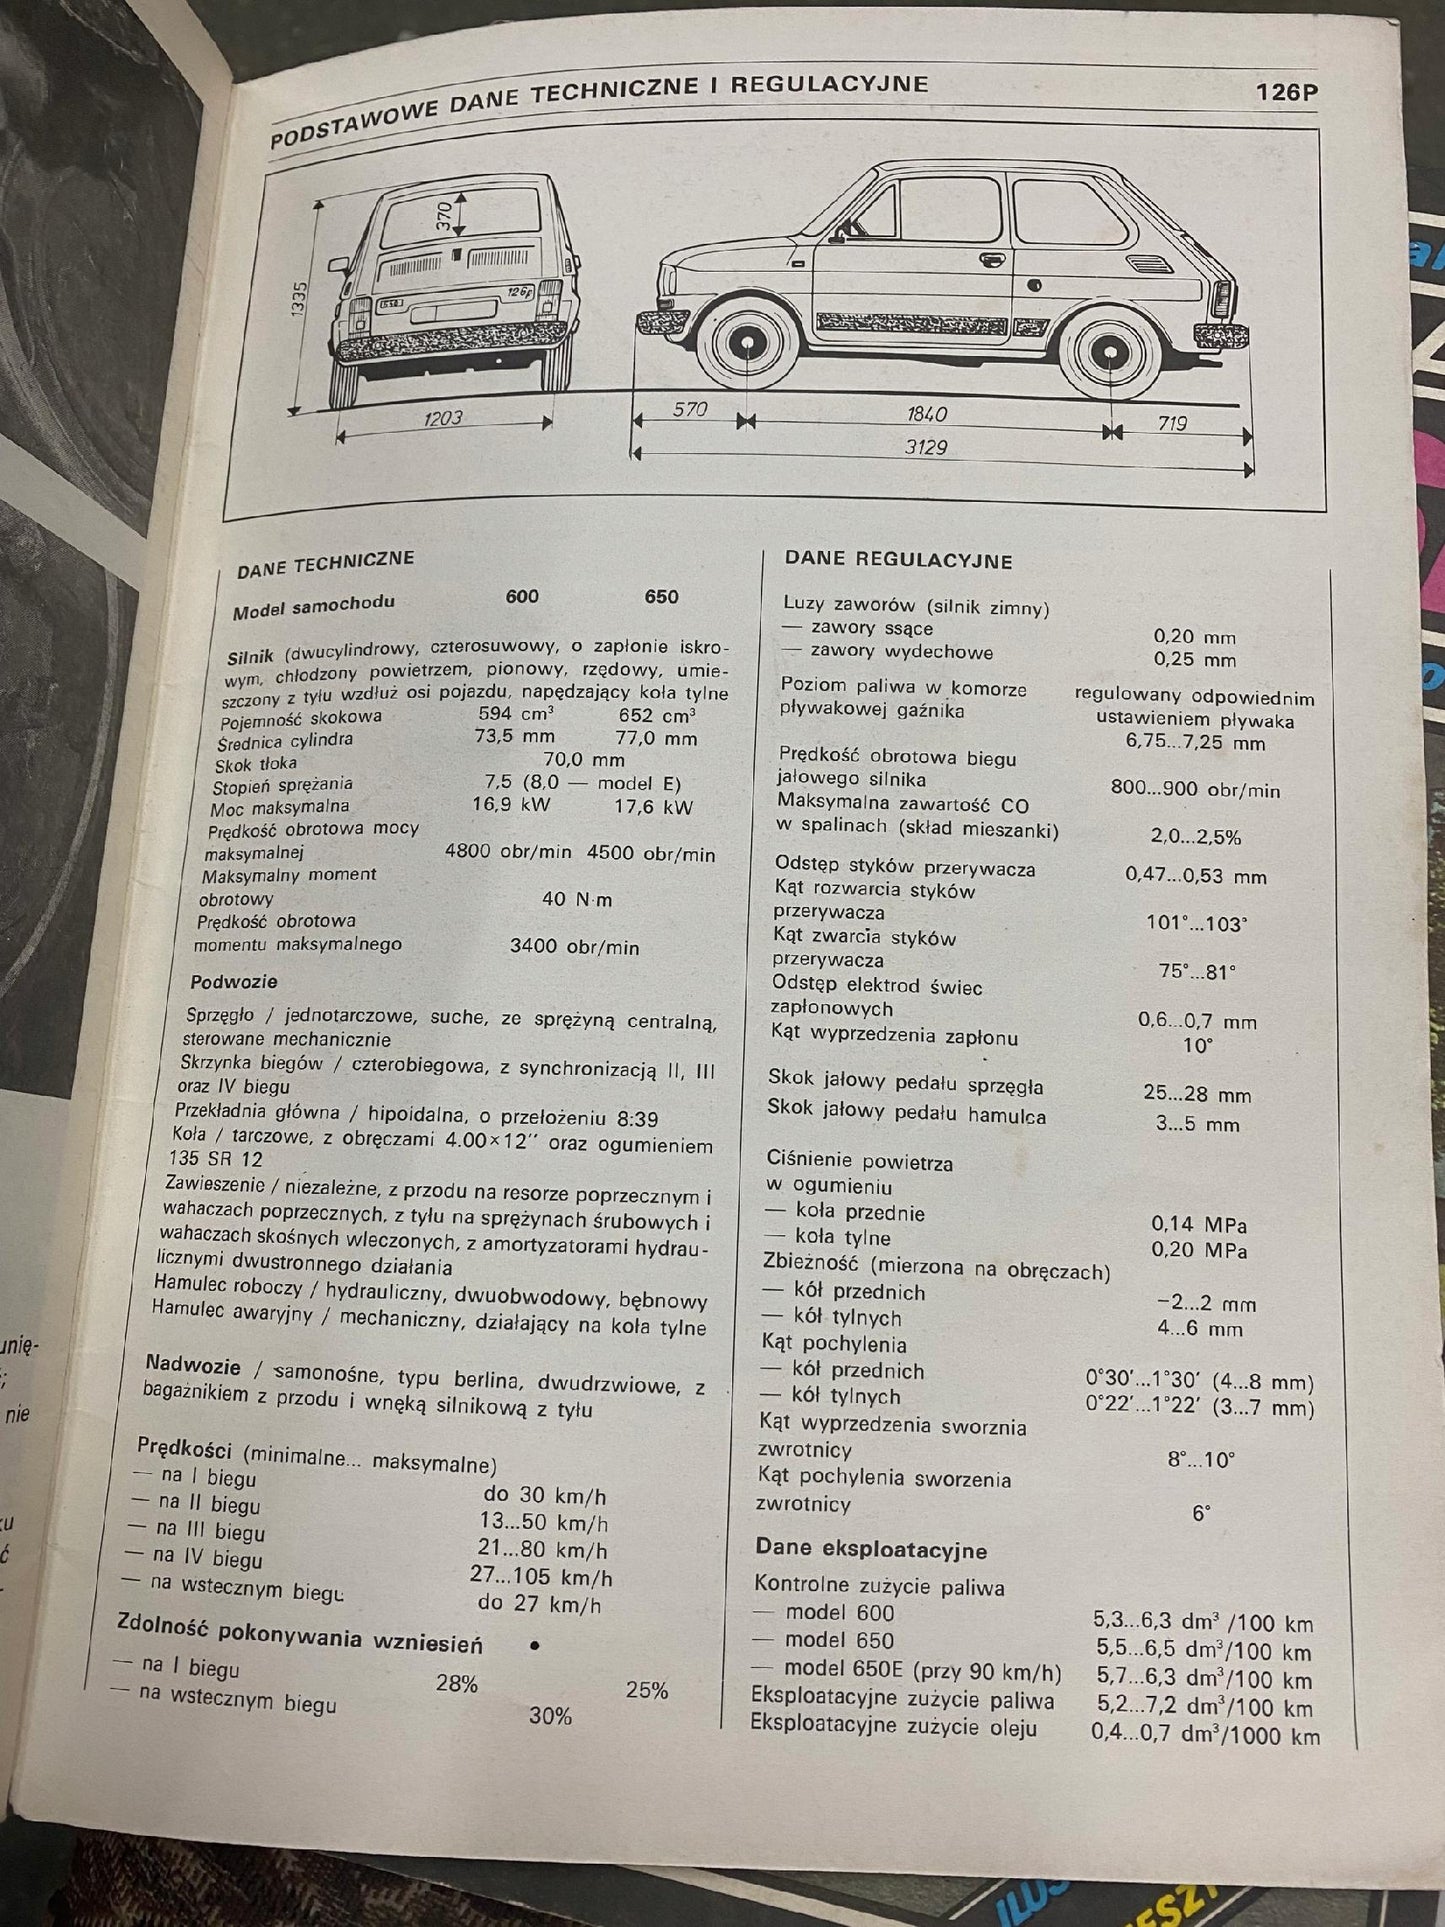 PODSTAWOWE DANE TECHNICZNE I REGULACYJNE 126P
1335
370
650
126p
1203
570
1840
719
3129
DANE TECHNICZNE
Model samochodu 600 650
Silnik (dwucylindrowy, czterosuwowy, o zapłonie iskro-
wym, chłodzony powietrzem, pionowy, rzędowy, umie-
szczony z tyłu wzdłuż osi pojazdu, napędzający koła tylne
Pojemność skokowa 594 cm³ 652 cm³
Średnica cylindra 73,5 mm 77,0 mm
Skok tłoka 70,0 mm
Stopień sprężania 7,5 (8,0 — model E)
Moc maksymalna 16,9 kW 17,6 kW
Prędkość obrotowa mocy
maksymalnej 4800 obr/min 4500 obr/min
Maksymalny moment
obrotowy 40 N·m
Prędkość obrotowa
momentu maksymalnego 3400 obr/min
Podwozie
Sprzęgło / jednotarczowe, suche, ze sprężyną centralną,
sterowane mechanicznie
Skrzynka biegów / czterobiegowa, z synchronizacją II, III
oraz IV biegu
Przekładnia główna / hipoidalna, o przełożeniu 8:39
Koła / tarczowe, z obręczami 4.00×12″ oraz ogumieniem
135 SR 12
Zawieszenie / niezależne, z przodu na resorze poprzecznym i
wahaczach poprzecznych, z tyłu na sprężynach śrubowych i
wahaczach skośnych wleczonych, z amortyzatorami hydrau-
licznymi dwustronnego działania
Hamulec roboczy / hydrauliczny, dwuobwodowy, bębnowy
Hamulec awaryjny / mechaniczny, działający na koła tylne
Nadwozie / samonośne, typu berlina, dwudrzwiowe, z
bagażnikiem z przodu i wnęką silnikową z tyłu
Prędkości (minimalne... maksymalne)
— na I biegu do 30 km/h
— na II biegu 13...50 km/h
— na III biegu 21...80 km/h
— na IV biegu 27...105 km/h
— na wstecznym biegu do 27 km/h
Zdolność pokonywania wzniesień •
— na I biegu 28% 25%
— na wstecznym biegu 30%
DANE REGULACYJNE
Luzy zaworów (silnik zimny)
— zawory ssące 0,20 mm
— zawory wydechowe 0,25 mm
Poziom paliwa w komorze regulowany odpowiednim
pływakowej gaźnika ustawieniem pływaka
6,75...7,25 mm
Prędkość obrotowa biegu
jałowego silnika 800...900 obr/min
Maksymalna zawartość CO
w spalinach (skład mieszanki) 2,0...2,5%
Odstęp styków przerywacza 0,47...0,53 mm
Kąt rozwarcia styków
przerywacza 101°...103°
Kąt zwarcia styków
przerywacza 75°...81°
Odstęp elektrod świec
zapłonowych 0,6...0,7 mm
Kąt wyprzedzenia zapłonu 10°
Skok jałowy pedału sprzęgła 25...28 mm
Skok jałowy pedału hamulca 3...5 mm
Ciśnienie powietrza
w ogumieniu
— koła przednie 0,14 MPa
— koła tylne 0,20 MPa
Zbieżność (mierzona na obręczach)
— kół przednich −2...2 mm
— kół tylnych 4...6 mm
Kąt pochylenia
— kół przednich 0°30′...1°30′ (4...8 mm)
— kół tylnych 0°22′...1°22′ (3...7 mm)
Kąt wyprzedzenia sworznia
zwrotnicy 8°...10°
Kąt pochylenia sworzenia
zwrotnicy 6°
Dane eksploatacyjne
Kontrolne zużycie paliwa
— model 600 5,3...6,3 dm³ /100 km
— model 650 5,5...6,5 dm³/100 km
— model 650E (przy 90 km/h) 5,7...6,3 dm³/100 km
Eksploatacyjne zużycie paliwa 5,2...7,2 dm³/100 km
Eksploatacyjne zużycie oleju 0,4...0,7 dm³/1000 km
nie